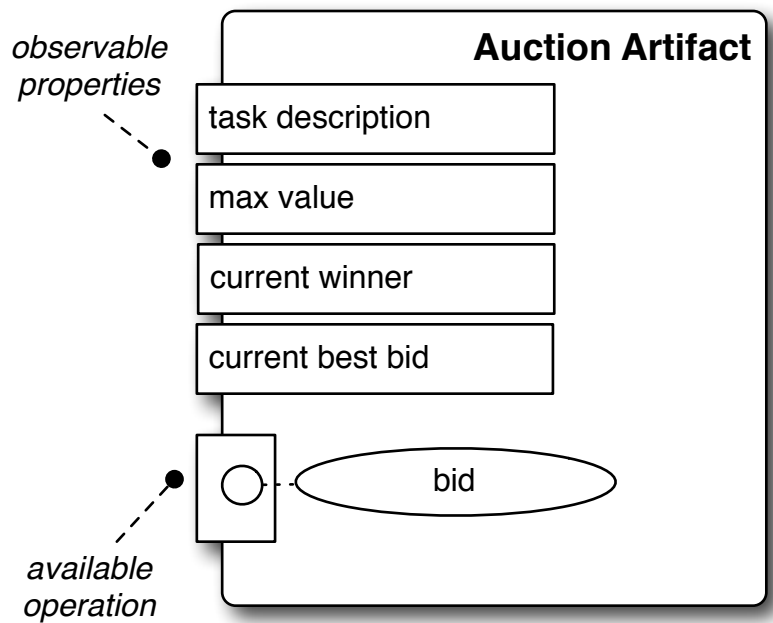 observable
properties
Auction Artifact
task description
max value
current winner
current best bid
bid
available
operation